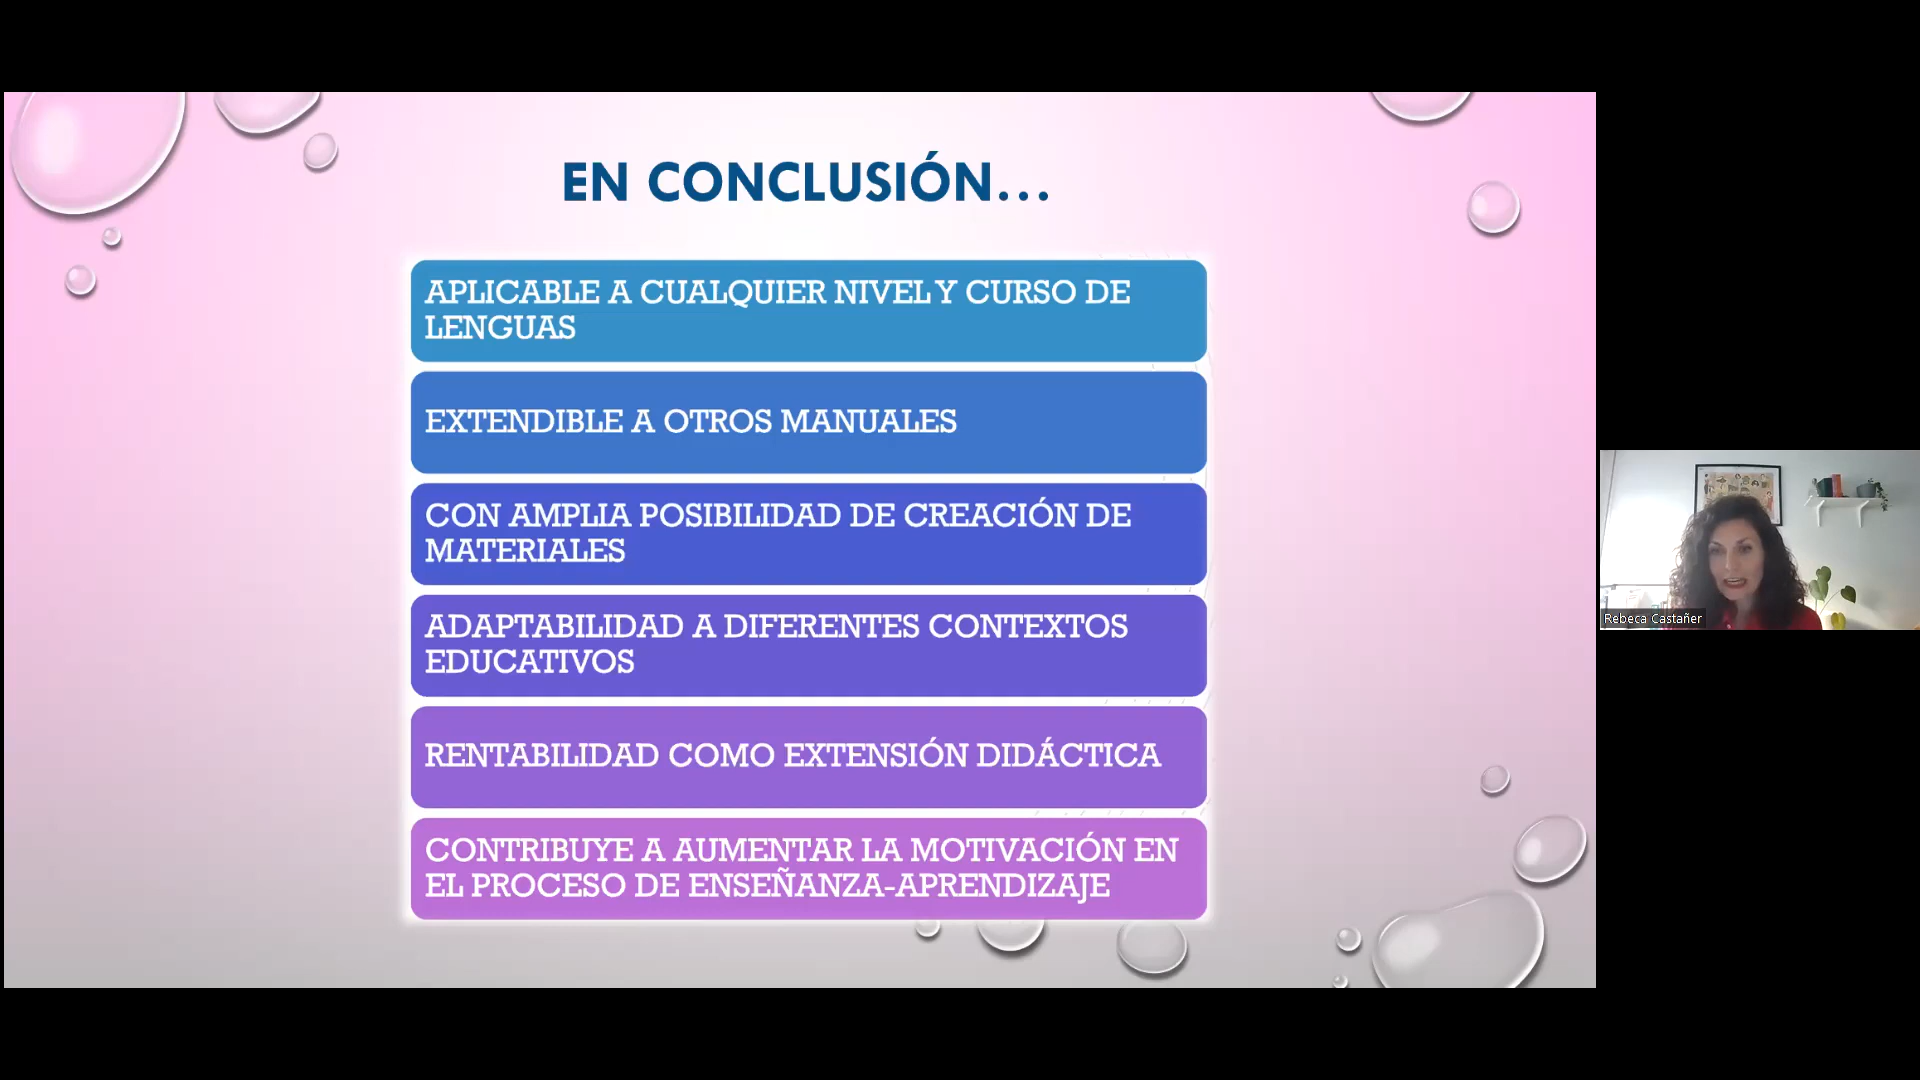 EN CONCLUSIÓN...
APLICABLE A CUALQUIER NIVEL Y CURSO DE
LENGUAS
EXTENDIBLE A OTROS MANUALES
CON AMPLIA POSIBILIDAD DE CREACIÓN DE
MATERIALES
ADAPTABILIDAD A DIFERENTES CONTEXTOS
EDUCATIVOS
RENTABILIDAD COMO EXTENSIÓN DIDÁCTICA
CONTRIBUYE A AUMENTAR LA MOTIVACIÓN EN
EL PROCESO DE ENSEÑANZA-APRENDIZAJE
Rebeca Castañer